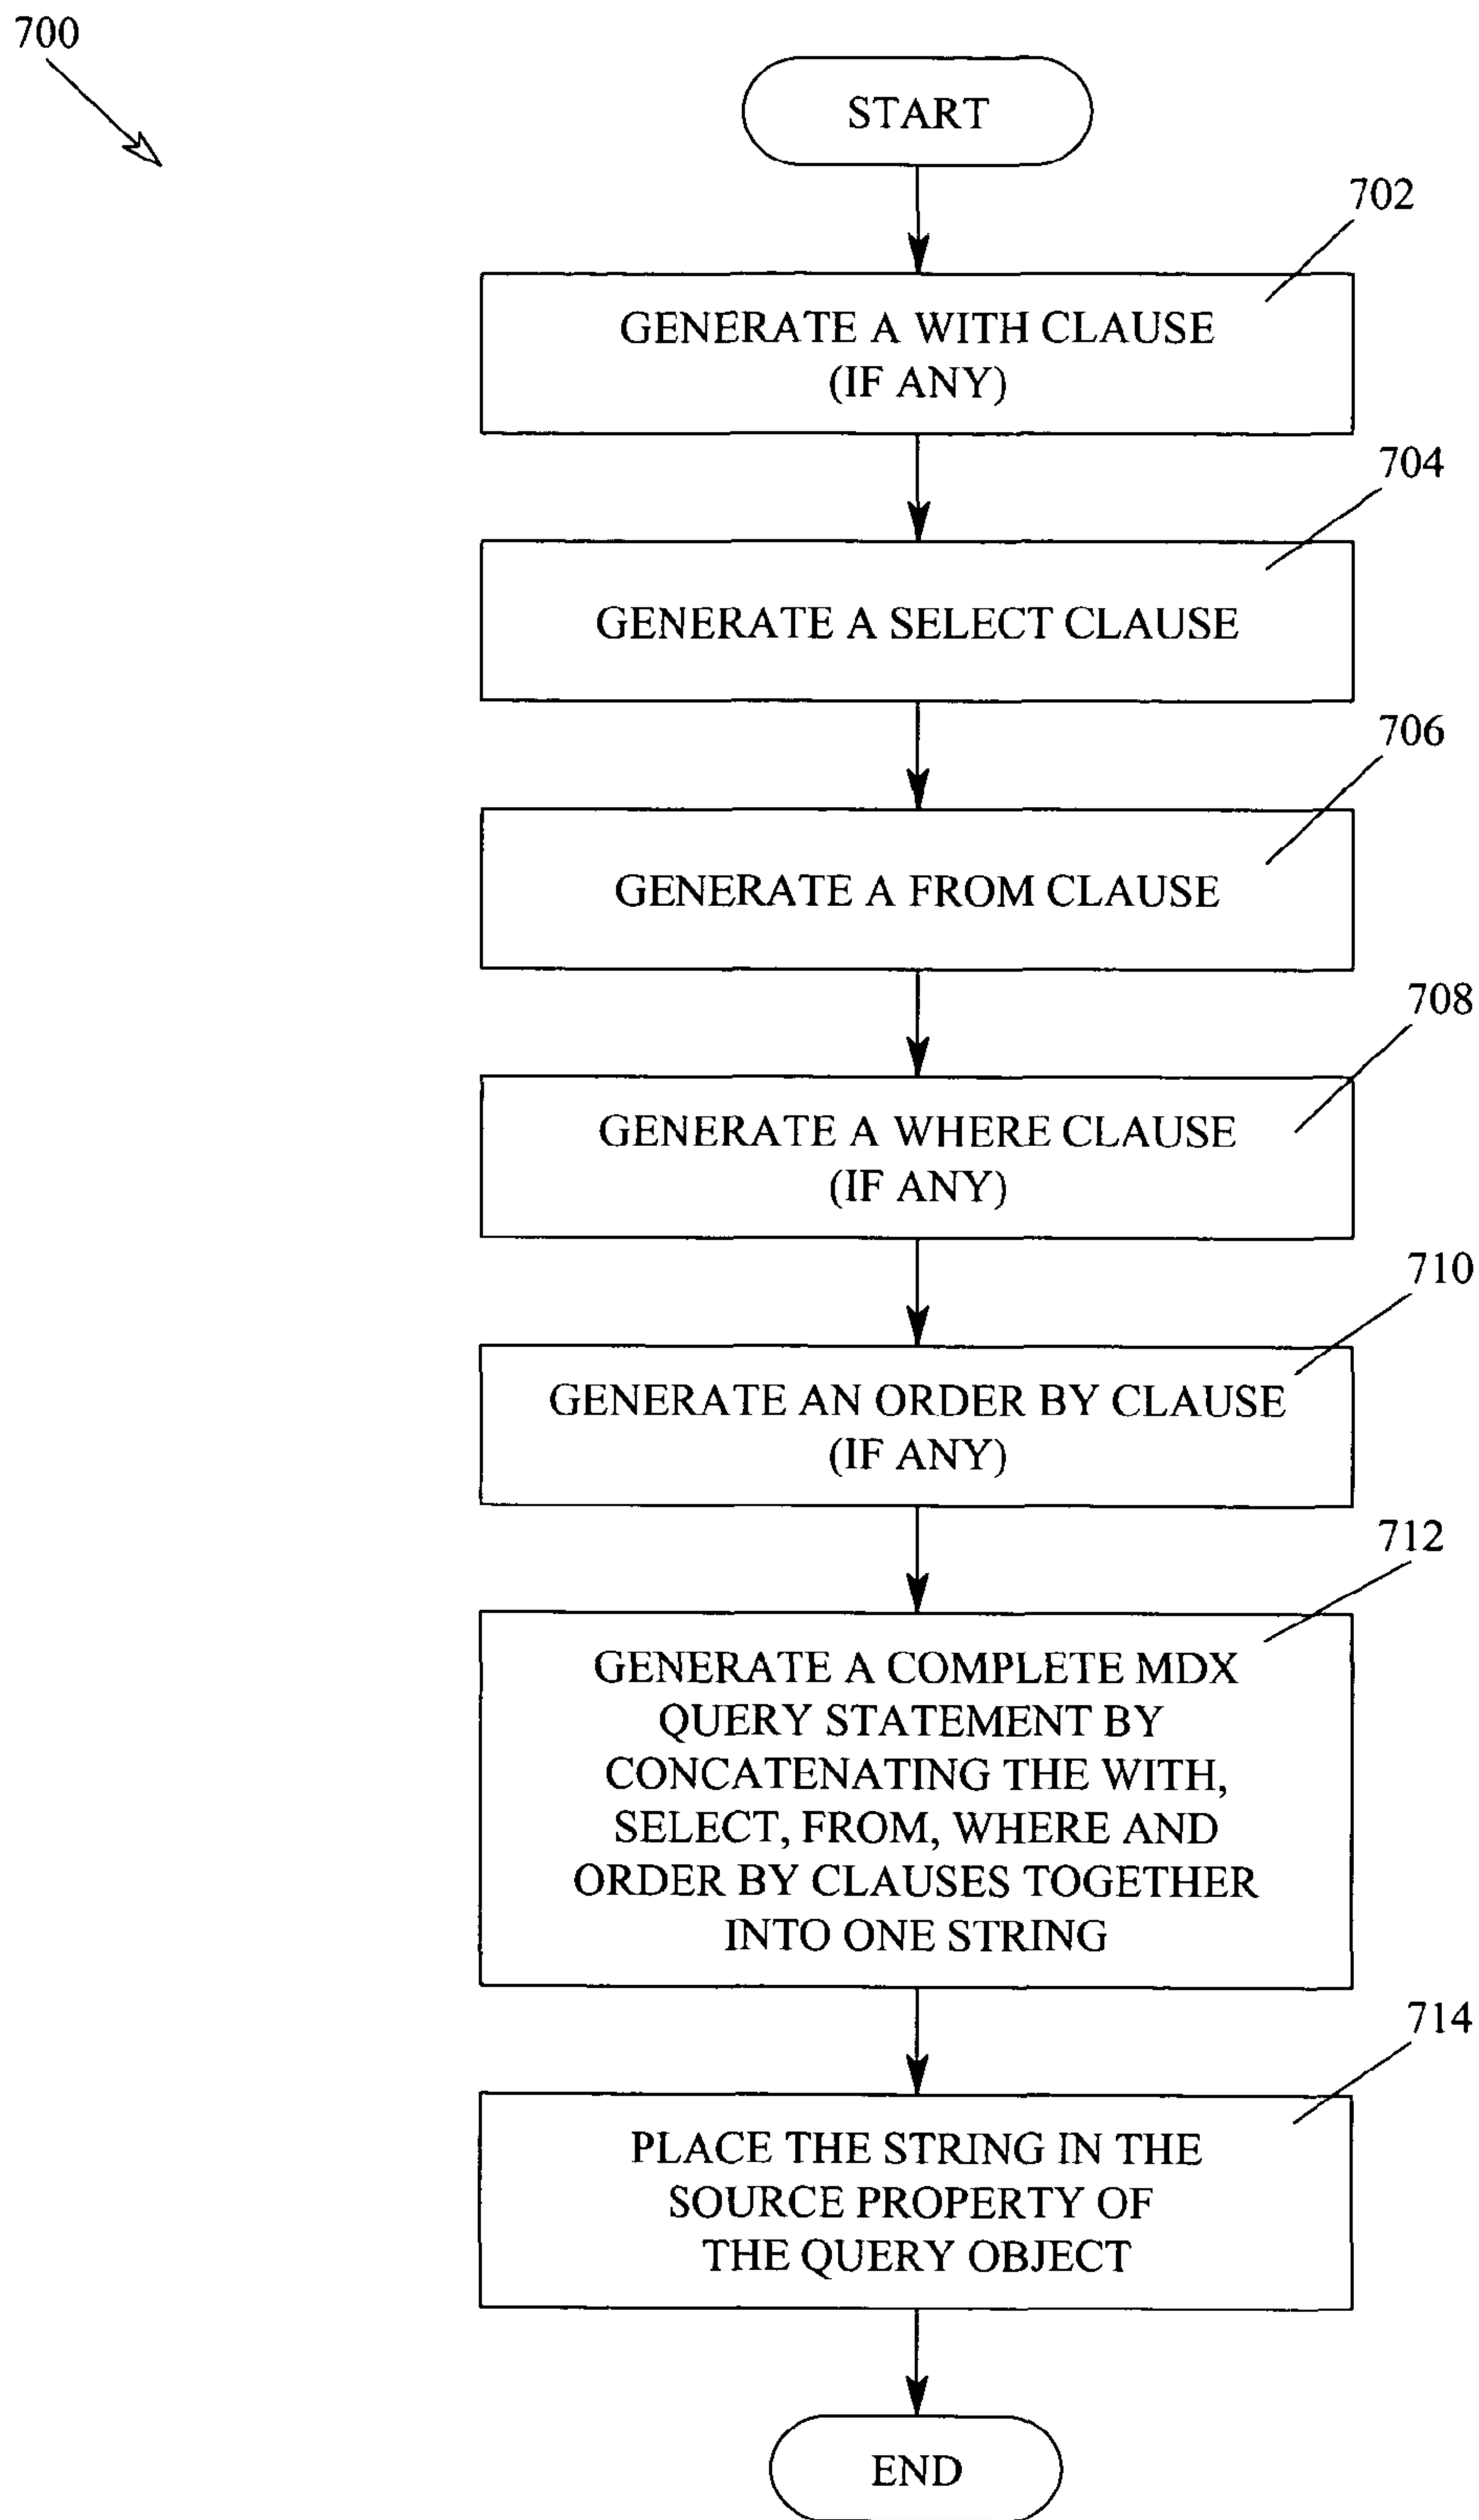 700
START
702
GENERATE A WITH CLAUSE
(IF ANY)
704
GENERATE A SELECT CLAUSE
706
GENERATE A FROM CLAUSE
708
GENERATE A WHERE CLAUSE
(IF ANY)
710
GENERATE AN ORDER BY CLAUSE
(IF ANY)
712
GENERATE A COMPLETE MDX
QUERY STATEMENT BY
CONCATENATING THE WITH,
SELECT, FROM, WHERE AND
ORDER BY CLAUSES TOGETHER
INTO ONE STRING
714
PLACE THE STRING IN THE
SOURCE PROPERTY OF
THE QUERY OBJECT
END